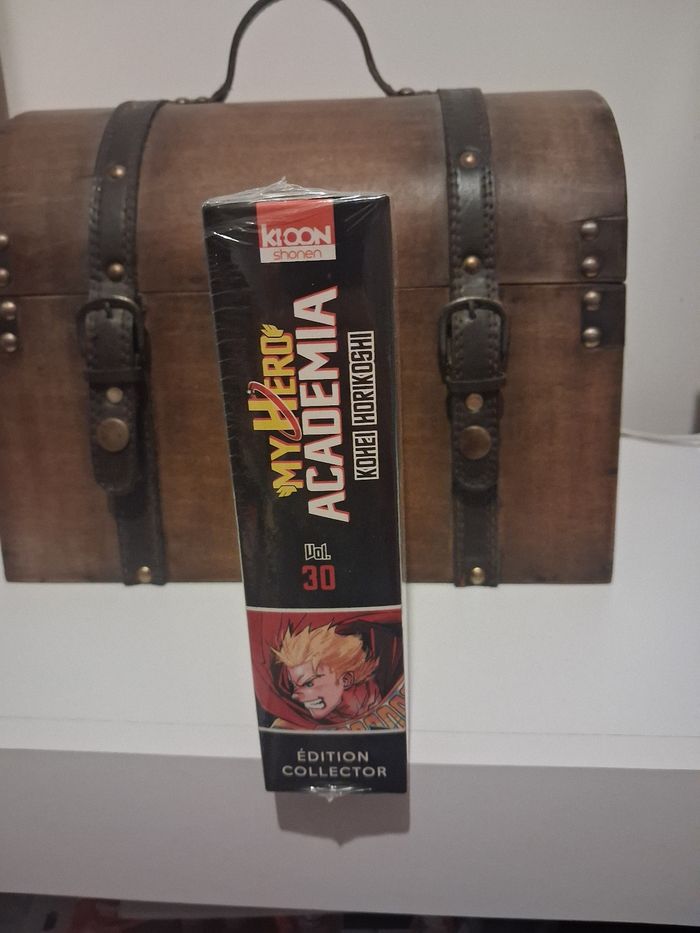 KI-OON
shonen
MY HERO
ACADEMIA
KOHEI HORIKOSHI
Vol.
30
ÉDITION
COLLECTOR